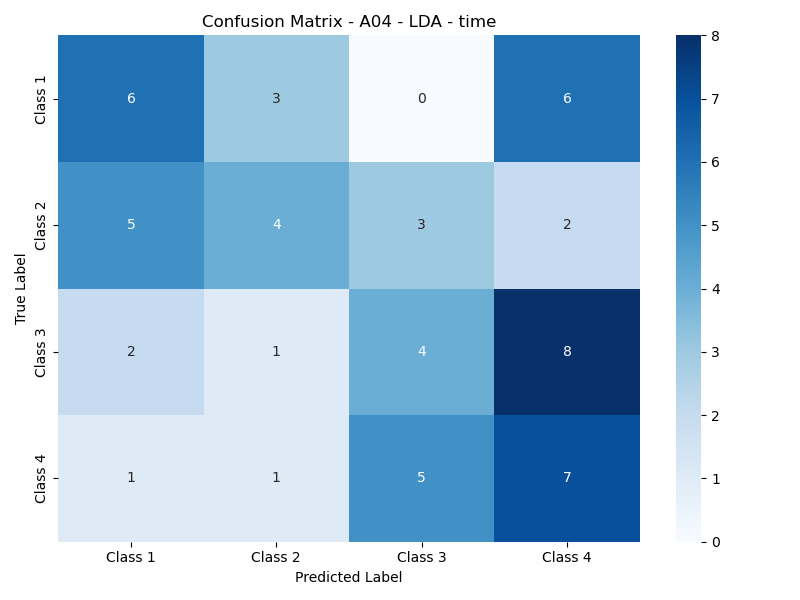 Confusion Matrix - A04 - LDA - time
True Label
Class 1
6 3 0 6
Class 2
5 4 3 2
Class 3
2 1 4 8
Class 4
1 1 5 7
Class 1 Class 2 Class 3 Class 4
Predicted Label
8
7
6
5
4
3
2
1
0